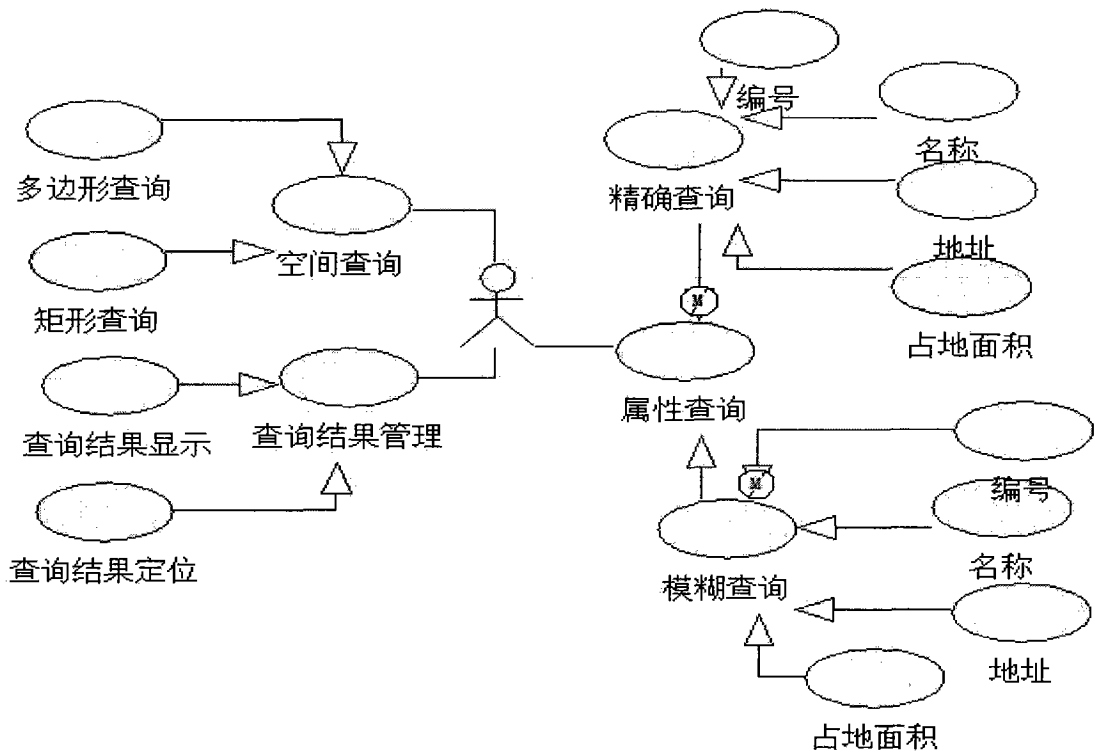 编号
名称
多边形查询
精确查询
地址
空间查询
矩形查询
占地面积
属性查询
查询结果显示
查询结果管理
编号
查询结果定位
名称
模糊查询
地址
占地面积
M
M